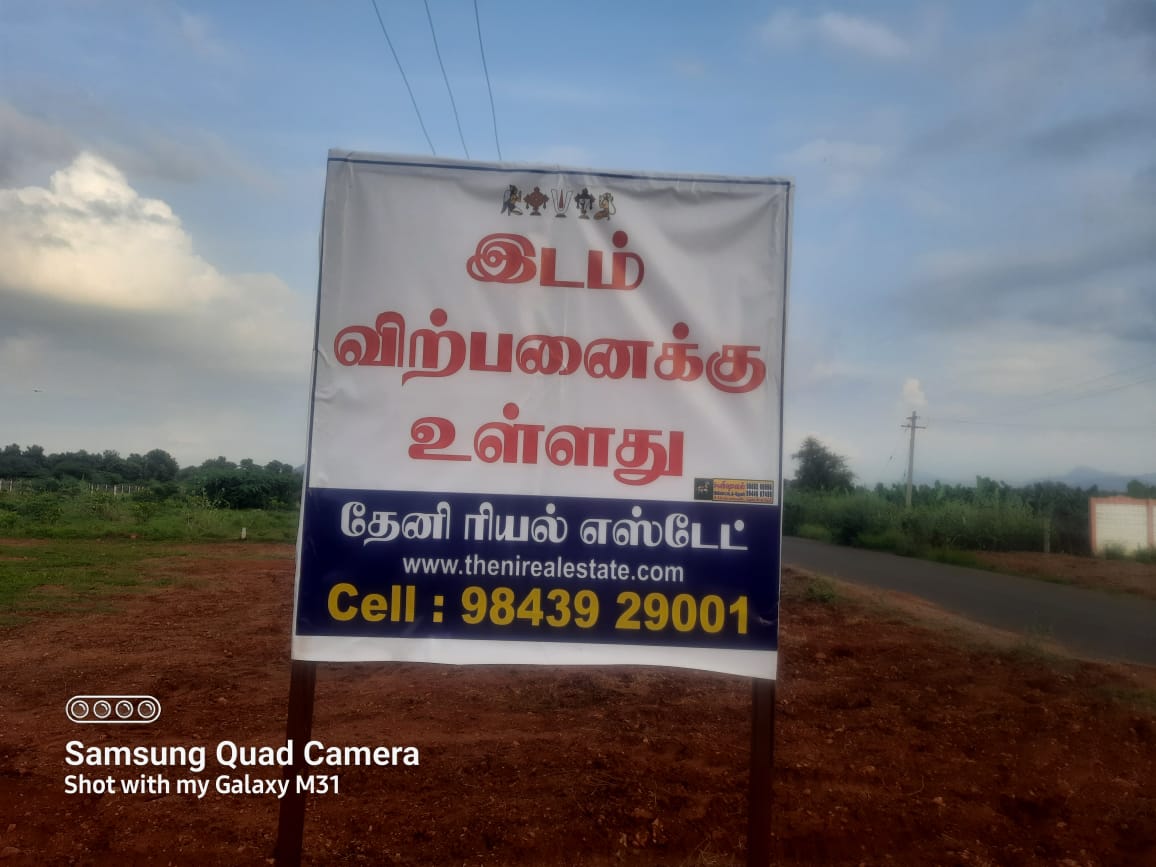 இடம்
விற்பனைக்கு
உள்ளது
தேனி ரியல் எஸ்டேட்
www.thenirealestate.com
Cell : 98439 29001
Samsung Quad Camera
Shot with my Galaxy M31